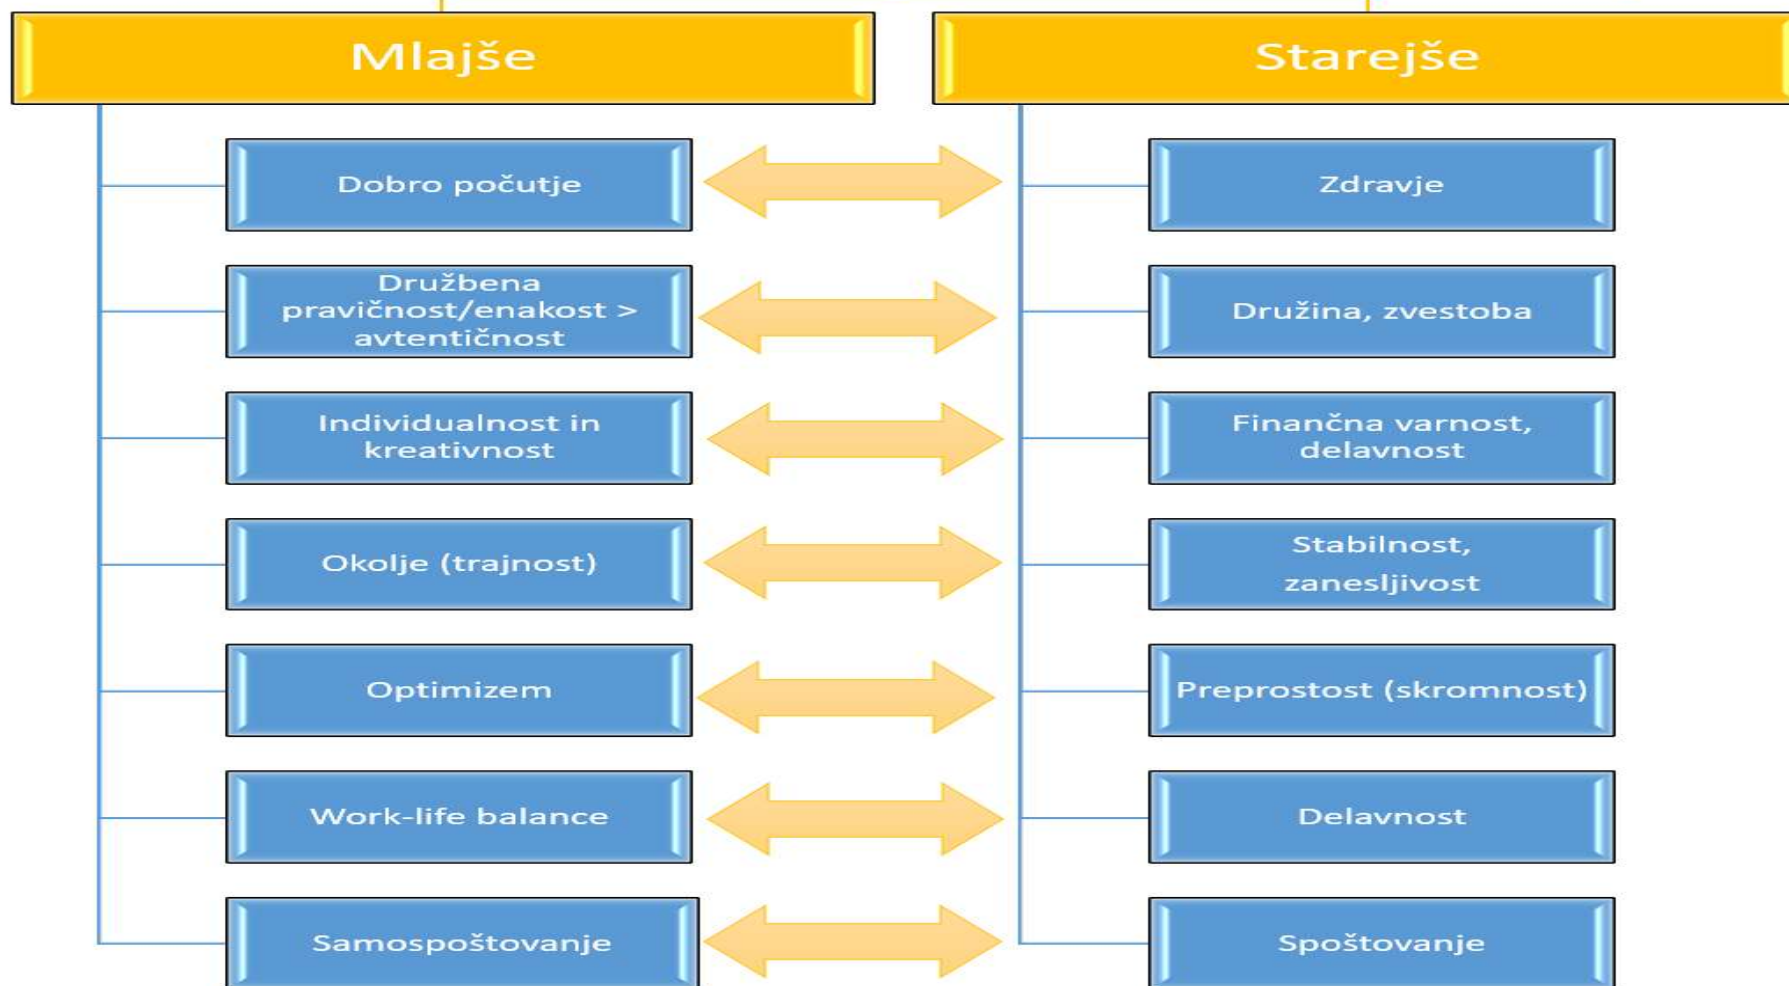 Mlajše
Starejše
Dobro počutje
Zdravje
Družbena
pravičnost/enakost >
avtentičnost
Družina, zvestoba
Individualnost in
kreativnost
Finančna varnost,
delavnost
Okolje (trajnost)
Stabilnost,
zanesljivost
Optimizem
Preprostost (skromnost)
Work-life balance
Delavnost
Samospoštovanje
Spoštovanje